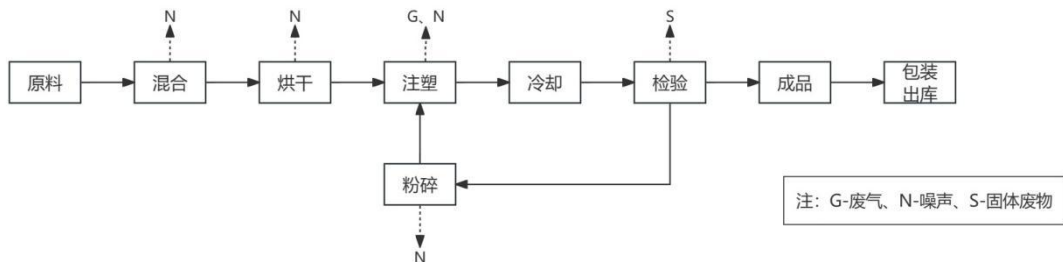 N
N
G、N
S
原料
混合
烘干
注塑
冷却
检验
成品
包装
出库
粉碎
注：G-废气、N-噪声、S-固体废物
N